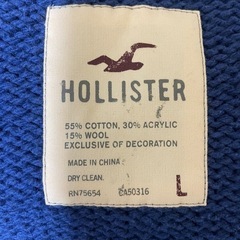 HOLLISTER
55% COTTON, 30% ACRYLIC
15% WOOL
EXCLUSIVE OF DECORATION
MADE IN CHINA
DRY CLEAN.
RN75654 CA50316 L